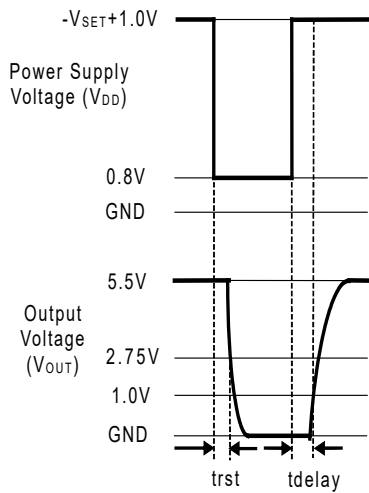 -VSET+1.0V
Power Supply
Voltage (VDD)
0.8V
GND
5.5V
Output
Voltage
(VOUT)
2.75V
1.0V
GND
trst
tdelay